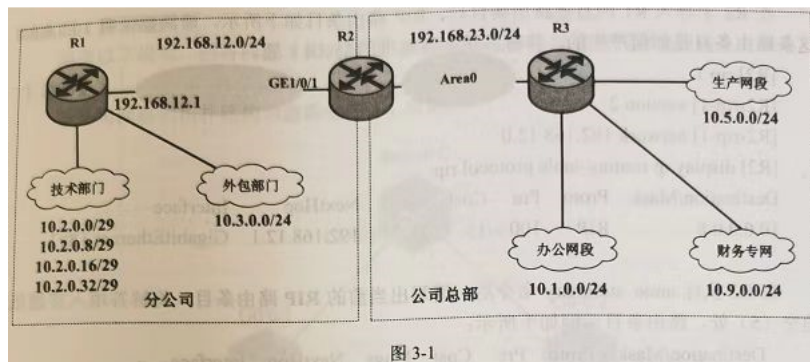 R1
192.168.12.0/24
R2
192.168.23.0/24
R3
GE1/0/1
Area0
192.168.12.1
生产网段
10.5.0.0/24
技术部门
外包部门
10.2.0.0/29
10.2.0.8/29
10.2.0.16/29
10.2.0.32/29
10.3.0.0/24
分公司
办公网段
财务专网
10.1.0.0/24
10.9.0.0/24
公司总部
图 3-1